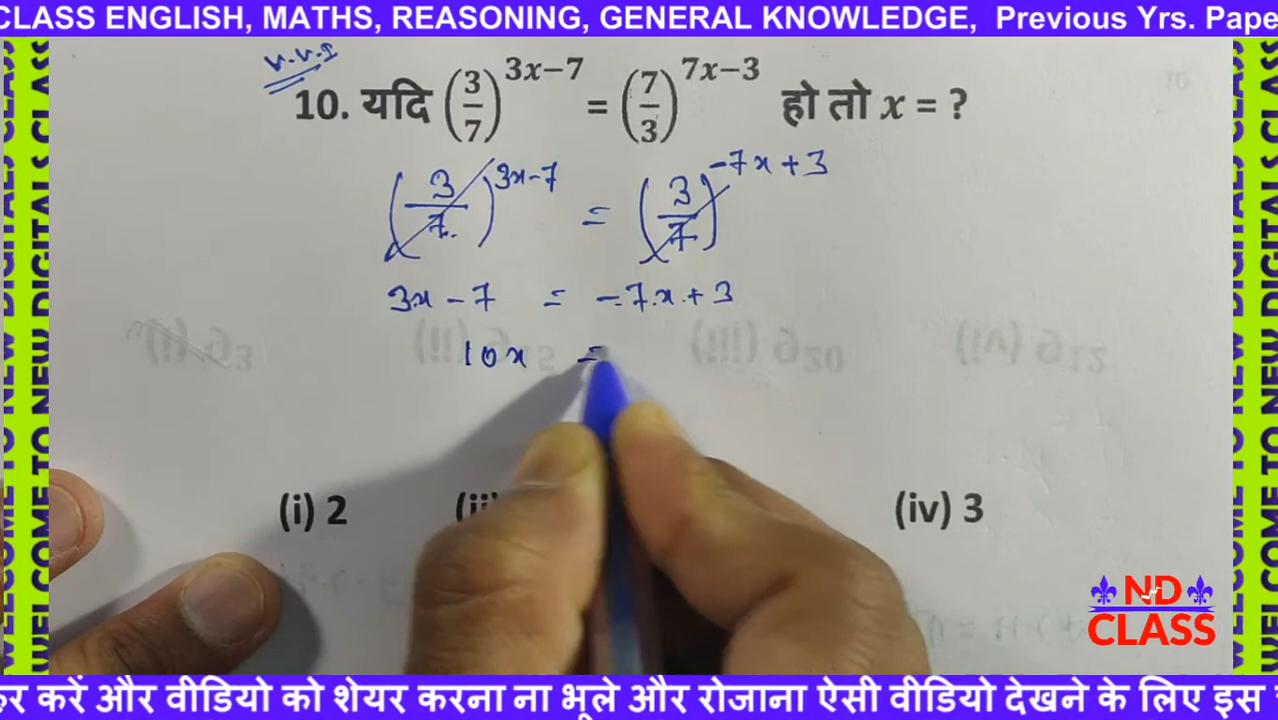 CLASS ENGLISH, MATHS, REASONING, GENERAL KNOWLEDGE, Previous Yrs. Pape
v.v.I
10. यदि (3/7)^(3x−7) = (7/3)^(7x−3) हो तो x = ?
(3/7)^(3x-7) = (3/7)^(-7x+3)
3x - 7 = -7x + 3
10x =
(i) 2 (ii) (iv) 3
ND
CLASS
WELCOME TO NEW DIGITALS CLASS
WELCOME TO NEW DIGITALS CLASS
कर करें और वीडियो को शेयर करना ना भूले और रोजाना ऐसी वीडियो देखने के लिए इस